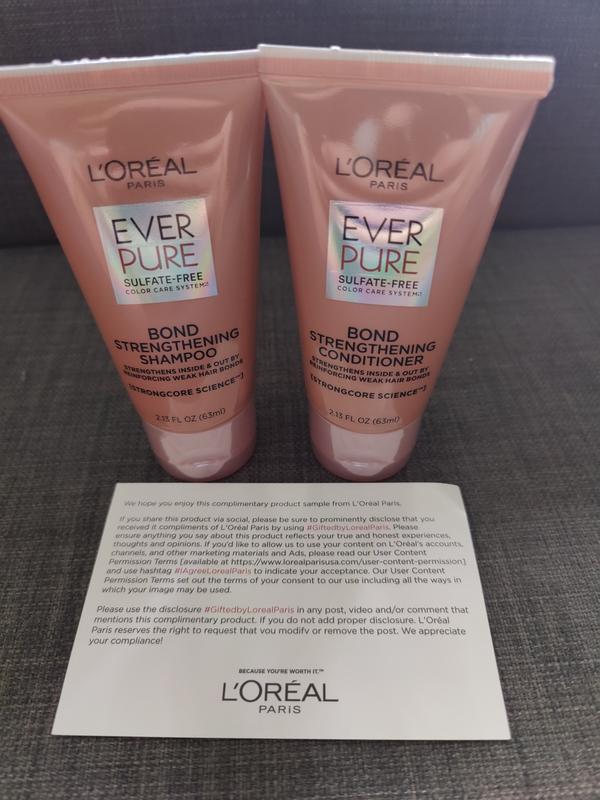 L'ORÉAL
PARIS
EVER
PURE
SULFATE-FREE
COLOR CARE SYSTEM
BOND
STRENGTHENING
SHAMPOO
STRENGTHENS INSIDE & OUT BY
REINFORCING WEAK HAIR BONDS
[STRONGCORE SCIENCE™]
2.13 FL OZ (63ml)
L'ORÉAL
PARIS
EVER
PURE
SULFATE-FREE
COLOR CARE SYSTEM
BOND
STRENGTHENING
CONDITIONER
STRENGTHENS INSIDE & OUT BY
REINFORCING WEAK HAIR BONDS
[STRONGCORE SCIENCE™]
2.13 FL OZ (63ml)
We hope you enjoy this complimentary product sample from L'Oréal Paris.
If you share this product via social, please be sure to prominently disclose that you
received it compliments of L'Oréal Paris by using #GiftedbyLorealParis. Please
ensure anything you say about this product reflects your true and honest experiences,
thoughts and opinions. If you'd like to allow us to use your content on L'Oréal's accounts,
channels, and other marketing materials and Ads, please read our User Content
Permission Terms [available at https://www.lorealparisusa.com/user-content-permission]
and use hashtag #IAgreeLorealParis to indicate your acceptance. Our User Content
Permission Terms set out the terms of your consent to our use including all the ways in
which your image may be used.
Please use the disclosure #GiftedbyLorealParis in any post, video and/or comment that
mentions this complimentary product. If you do not add proper disclosure, L'Oréal
Paris reserves the right to request that you modify or remove the post. We appreciate
your compliance!
BECAUSE YOU'RE WORTH IT.™
L'ORÉAL
PARIS